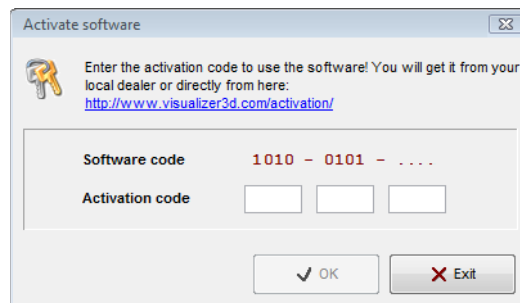 Activate software
Enter the activation code to use the software! You will get it from your
local dealer or directly from here:
http://www.visualizer3d.com/activation/
Software code 1010 - 0101 - ....
Activation code
OK Exit